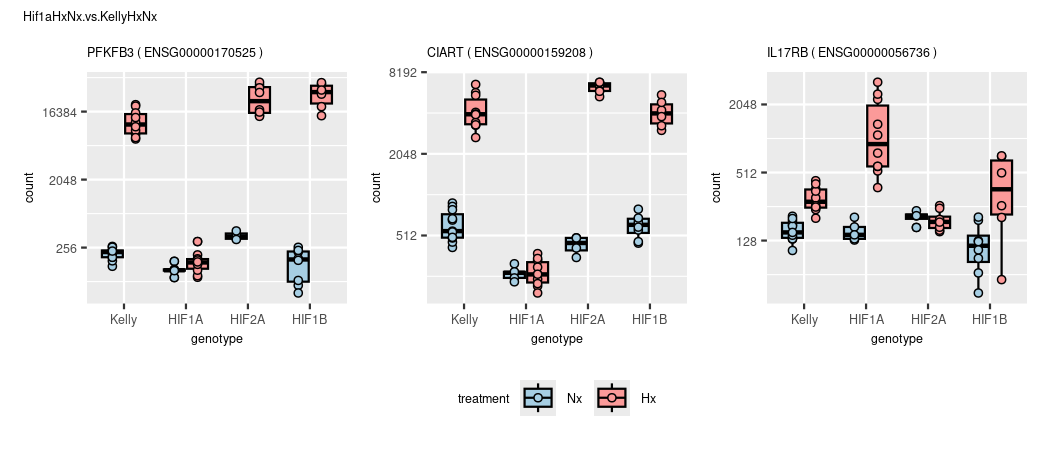 Hif1aHxNx.vs.KellyHxNx
PFKFB3 ( ENSG00000170525 )
16384
2048
256
count
Kelly HIF1A HIF2A HIF1B
genotype
CIART ( ENSG00000159208 )
8192
2048
512
count
Kelly HIF1A HIF2A HIF1B
genotype
IL17RB ( ENSG00000056736 )
2048
512
128
count
Kelly HIF1A HIF2A HIF1B
genotype
treatment Nx Hx